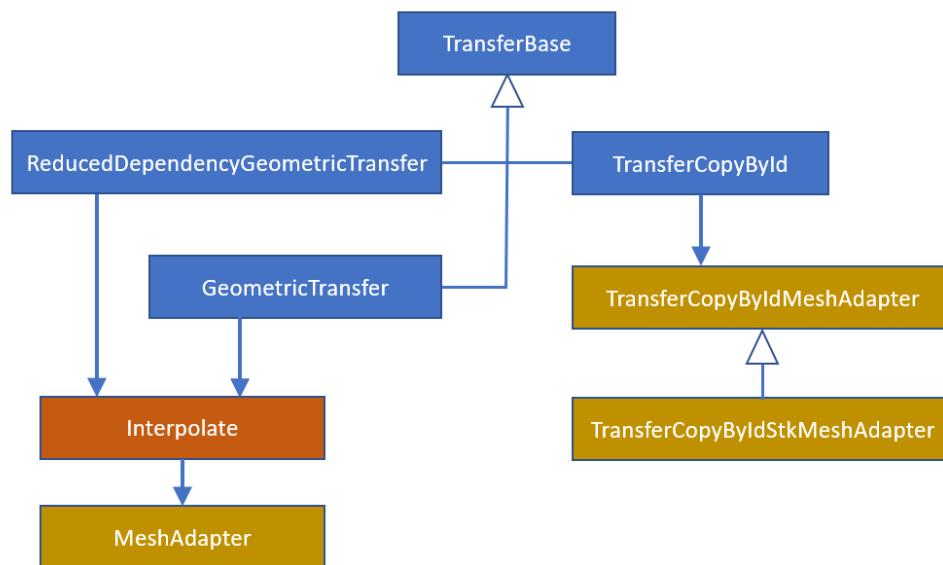 TransferBase
ReducedDependencyGeometricTransfer
TransferCopyById
GeometricTransfer
TransferCopyByIdMeshAdapter
Interpolate
TransferCopyByIdStkMeshAdapter
MeshAdapter